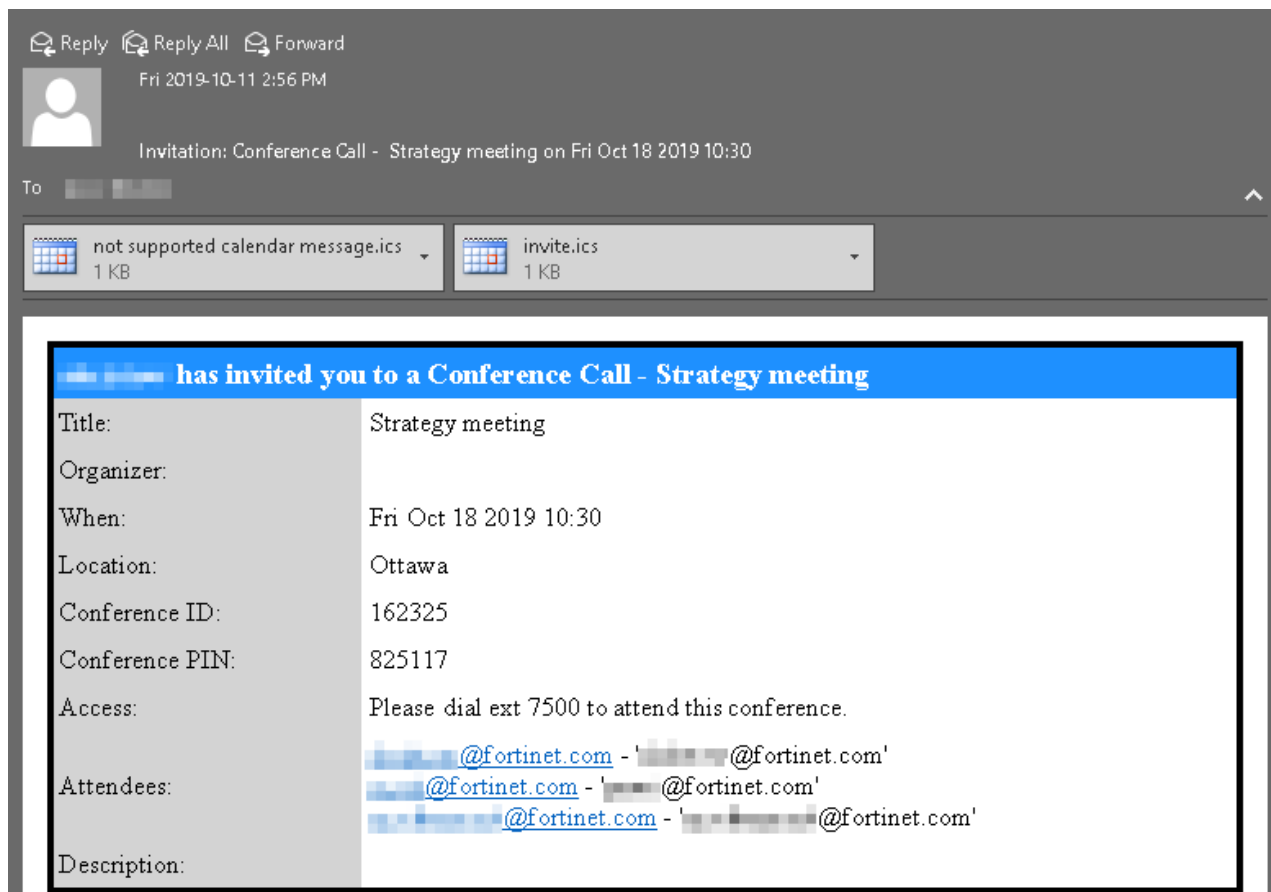 Reply Reply All Forward
Fri 2019-10-11 2:56 PM
Invitation: Conference Call - Strategy meeting on Fri Oct 18 2019 10:30
To
not supported calendar message.ics
1 KB
invite.ics
1 KB
has invited you to a Conference Call - Strategy meeting
Title: Strategy meeting
Organizer:
When: Fri Oct 18 2019 10:30
Location: Ottawa
Conference ID: 162325
Conference PIN: 825117
Access: Please dial ext 7500 to attend this conference.
Attendees:
@fortinet.com - ' @fortinet.com'
@fortinet.com - ' @fortinet.com'
@fortinet.com - ' @fortinet.com'
Description: